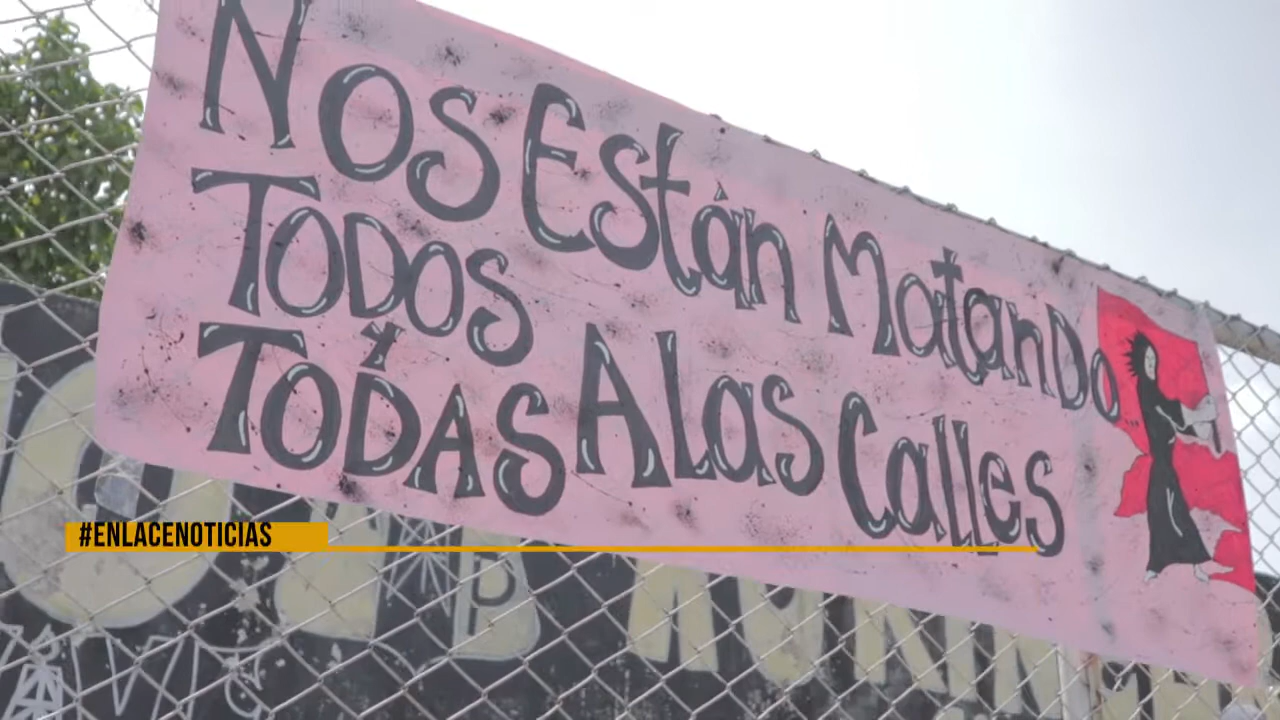 Nos Están Matando...
Todos
y
Todas A Las Calles
#ENLACENOTICIAS